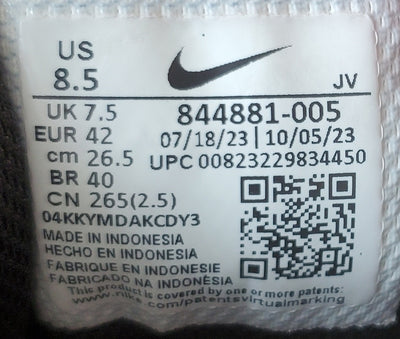 US
8.5
JV
UK 7.5
844881-005
EUR 42
07/18/23 | 10/05/23
cm 26.5
UPC 00823229834450
BR 40
CN 265(2.5)
04KKYMDAKCDY3
MADE IN INDONESIA
HECHO EN INDONESIA
FABRIQUE EN INDONESIE
FABRICADO NA INDONÉSIA
This product is covered by one or more patents:
www.nike.com/patentsvirtualmarking